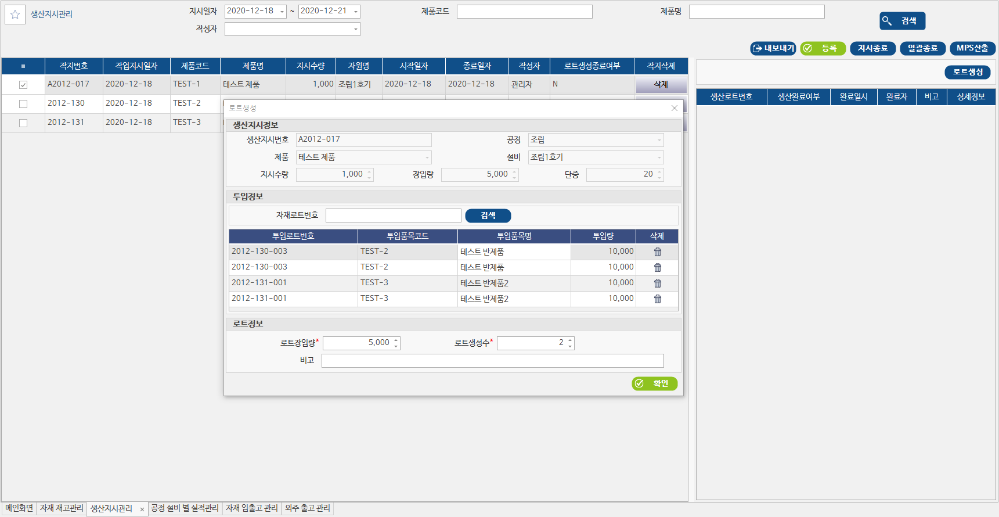 생산지시관리
지시일자 2020-12-18 ~ 2020-12-21 제품코드 제품명
작성자
검색
내보내기 등록 지시종료 일괄종료 MPS산출
작지번호 작업지시일자 제품코드 제품명 지시수량 자원명 시작일자 종료일자 작성자 로트생성종료여부 작지삭제
A2012-017 2020-12-18 TEST-1 테스트 제품 1,000 조립1호기 2020-12-18 2020-12-18 관리자 N 삭제
2012-130 2020-12-18 TEST-2
2012-131 2020-12-18 TEST-3
로트생성
생산로트번호 생산완료여부 완료일시 완료자 비고 상세정보
로트생성
생산지시정보
생산지시번호 A2012-017 공정 조립
제품 테스트 제품 설비 조립1호기
지시수량 1,000 장입량 5,000 단중 20
투입정보
자재로트번호 검색
투입로트번호 투입품목코드 투입품목명 투입량 삭제
2012-130-003 TEST-2 테스트 반제품 10,000
2012-130-003 TEST-2 테스트 반제품 10,000
2012-131-001 TEST-3 테스트 반제품2 10,000
2012-131-001 TEST-3 테스트 반제품2 10,000
로트정보
로트장입량* 5,000 로트생성수* 2
비고
확인
메인화면 자재 재고관리 생산지시관리 × 공정 설비 별 실적관리 자재 입출고 관리 외주 출고 관리